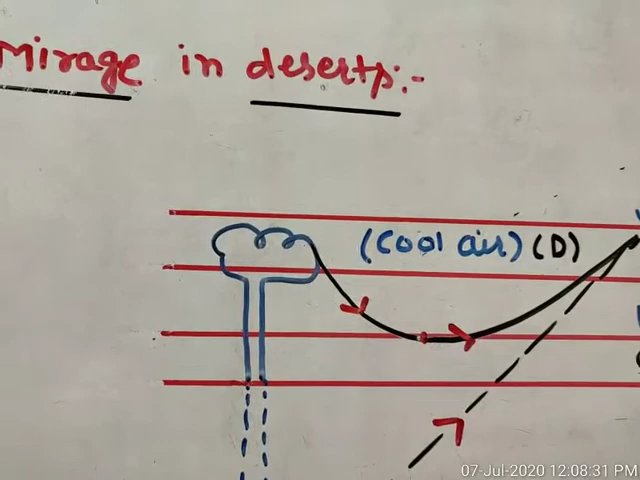 Mirage in deserts:-
(Cool air) (D)
07-Jul-2020 12:08:31 PM